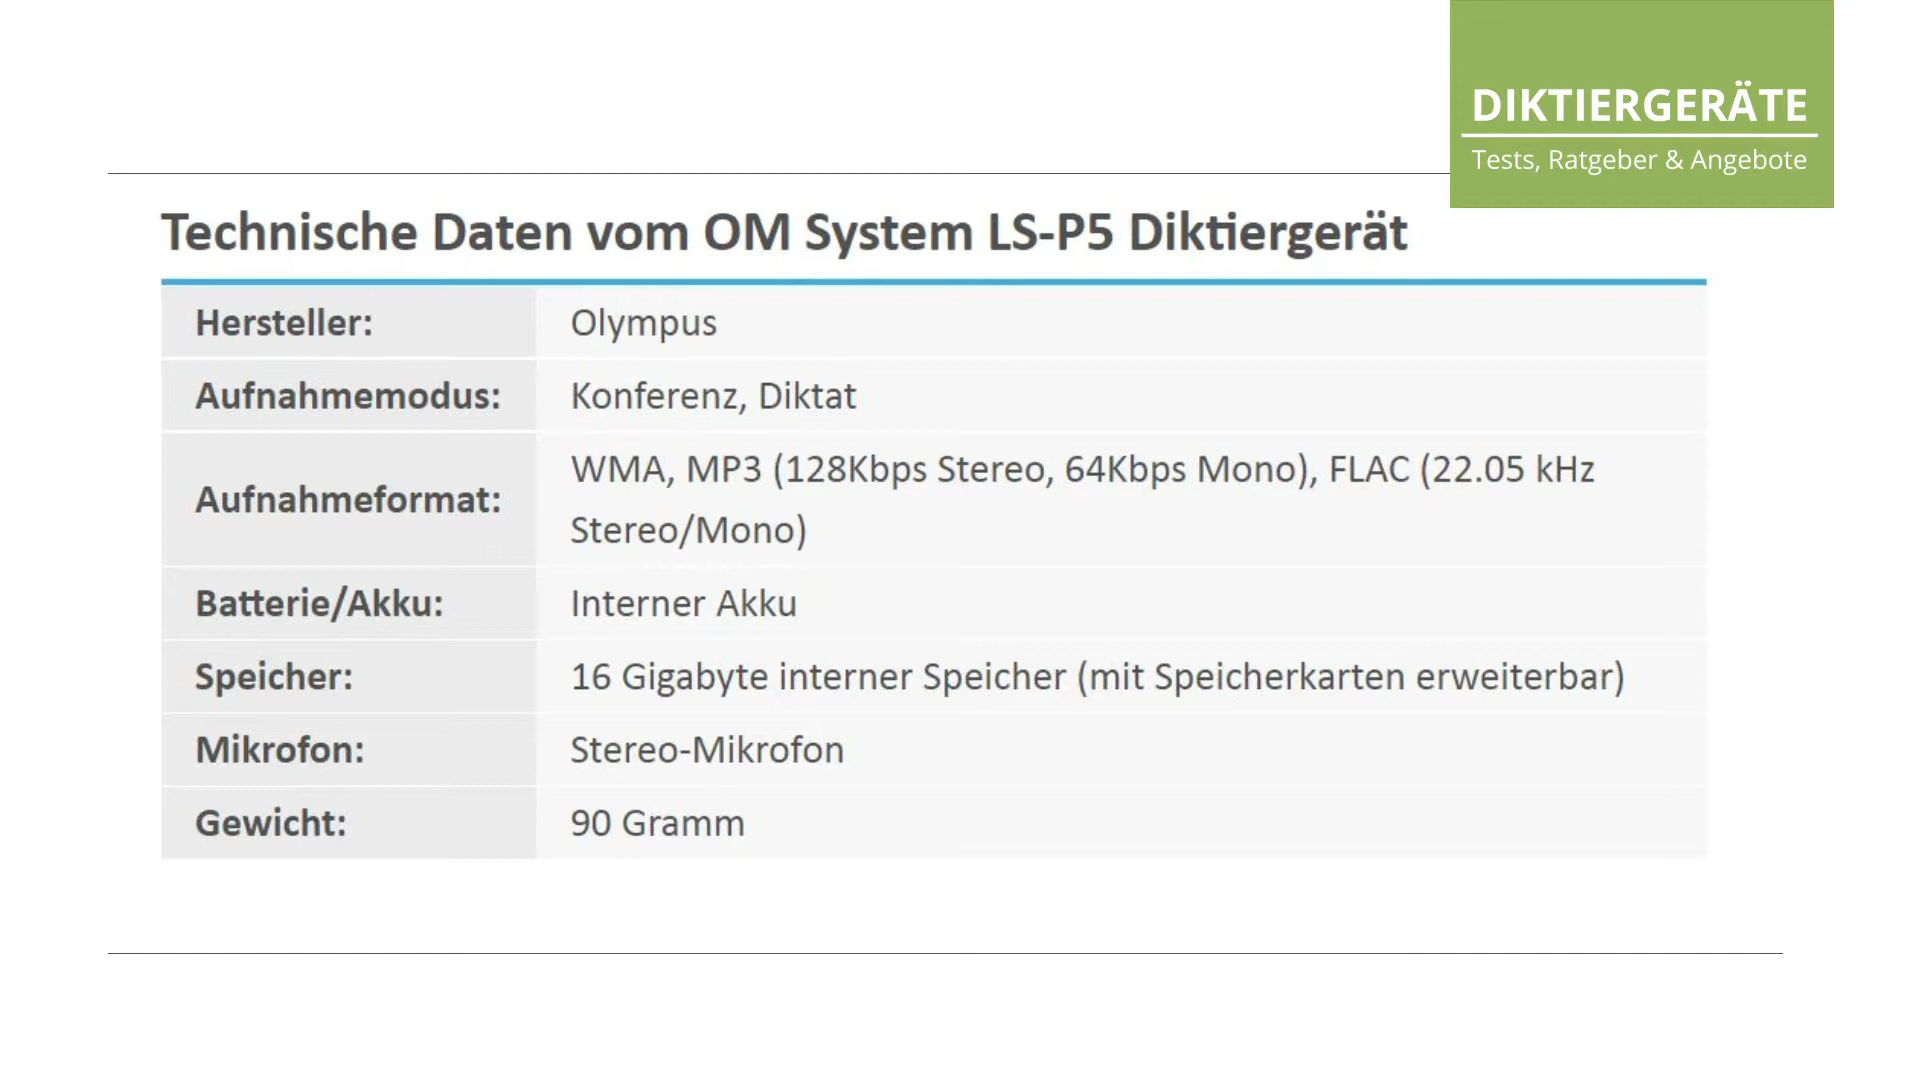 DIKTIERGERÄTE
Tests, Ratgeber & Angebote
Technische Daten vom OM System LS-P5 Diktiergerät
Hersteller: Olympus
Aufnahmemodus: Konferenz, Diktat
Aufnahmeformat: WMA, MP3 (128Kbps Stereo, 64Kbps Mono), FLAC (22.05 kHz
Stereo/Mono)
Batterie/Akku: Interner Akku
Speicher: 16 Gigabyte interner Speicher (mit Speicherkarten erweiterbar)
Mikrofon: Stereo-Mikrofon
Gewicht: 90 Gramm